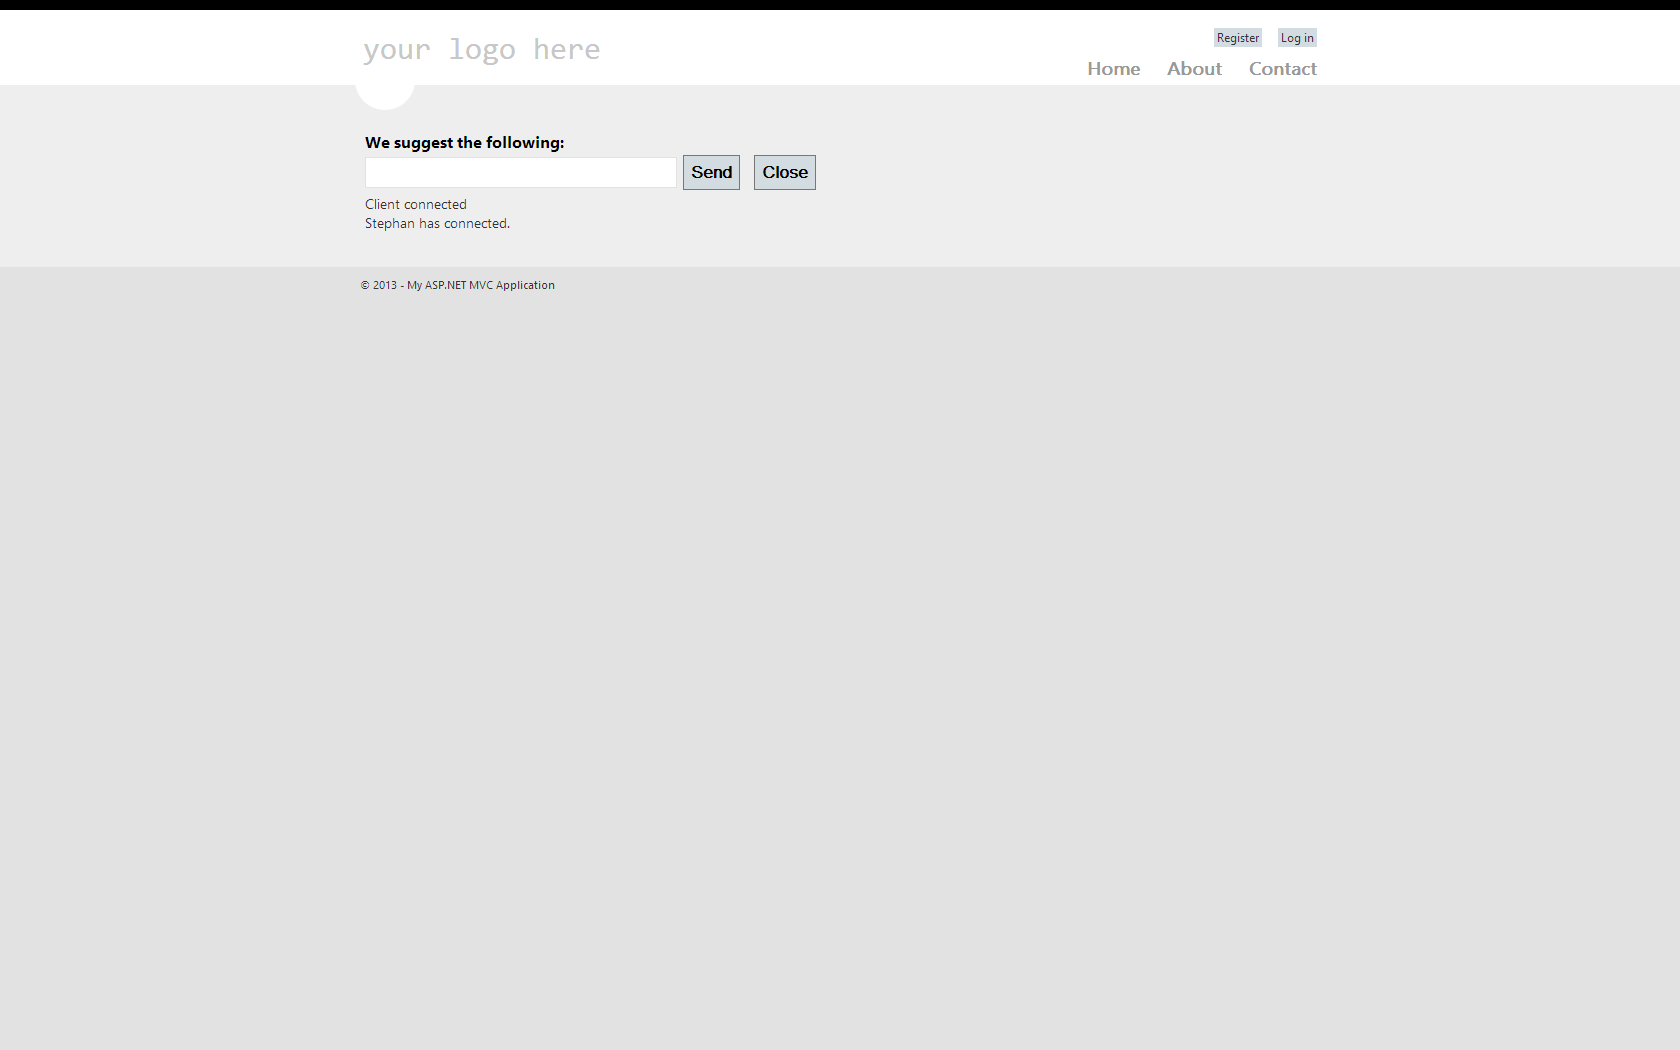 your logo here
Register Log in
Home About Contact
We suggest the following:
Send Close
Client connected
Stephan has connected.
© 2013 - My ASP.NET MVC Application